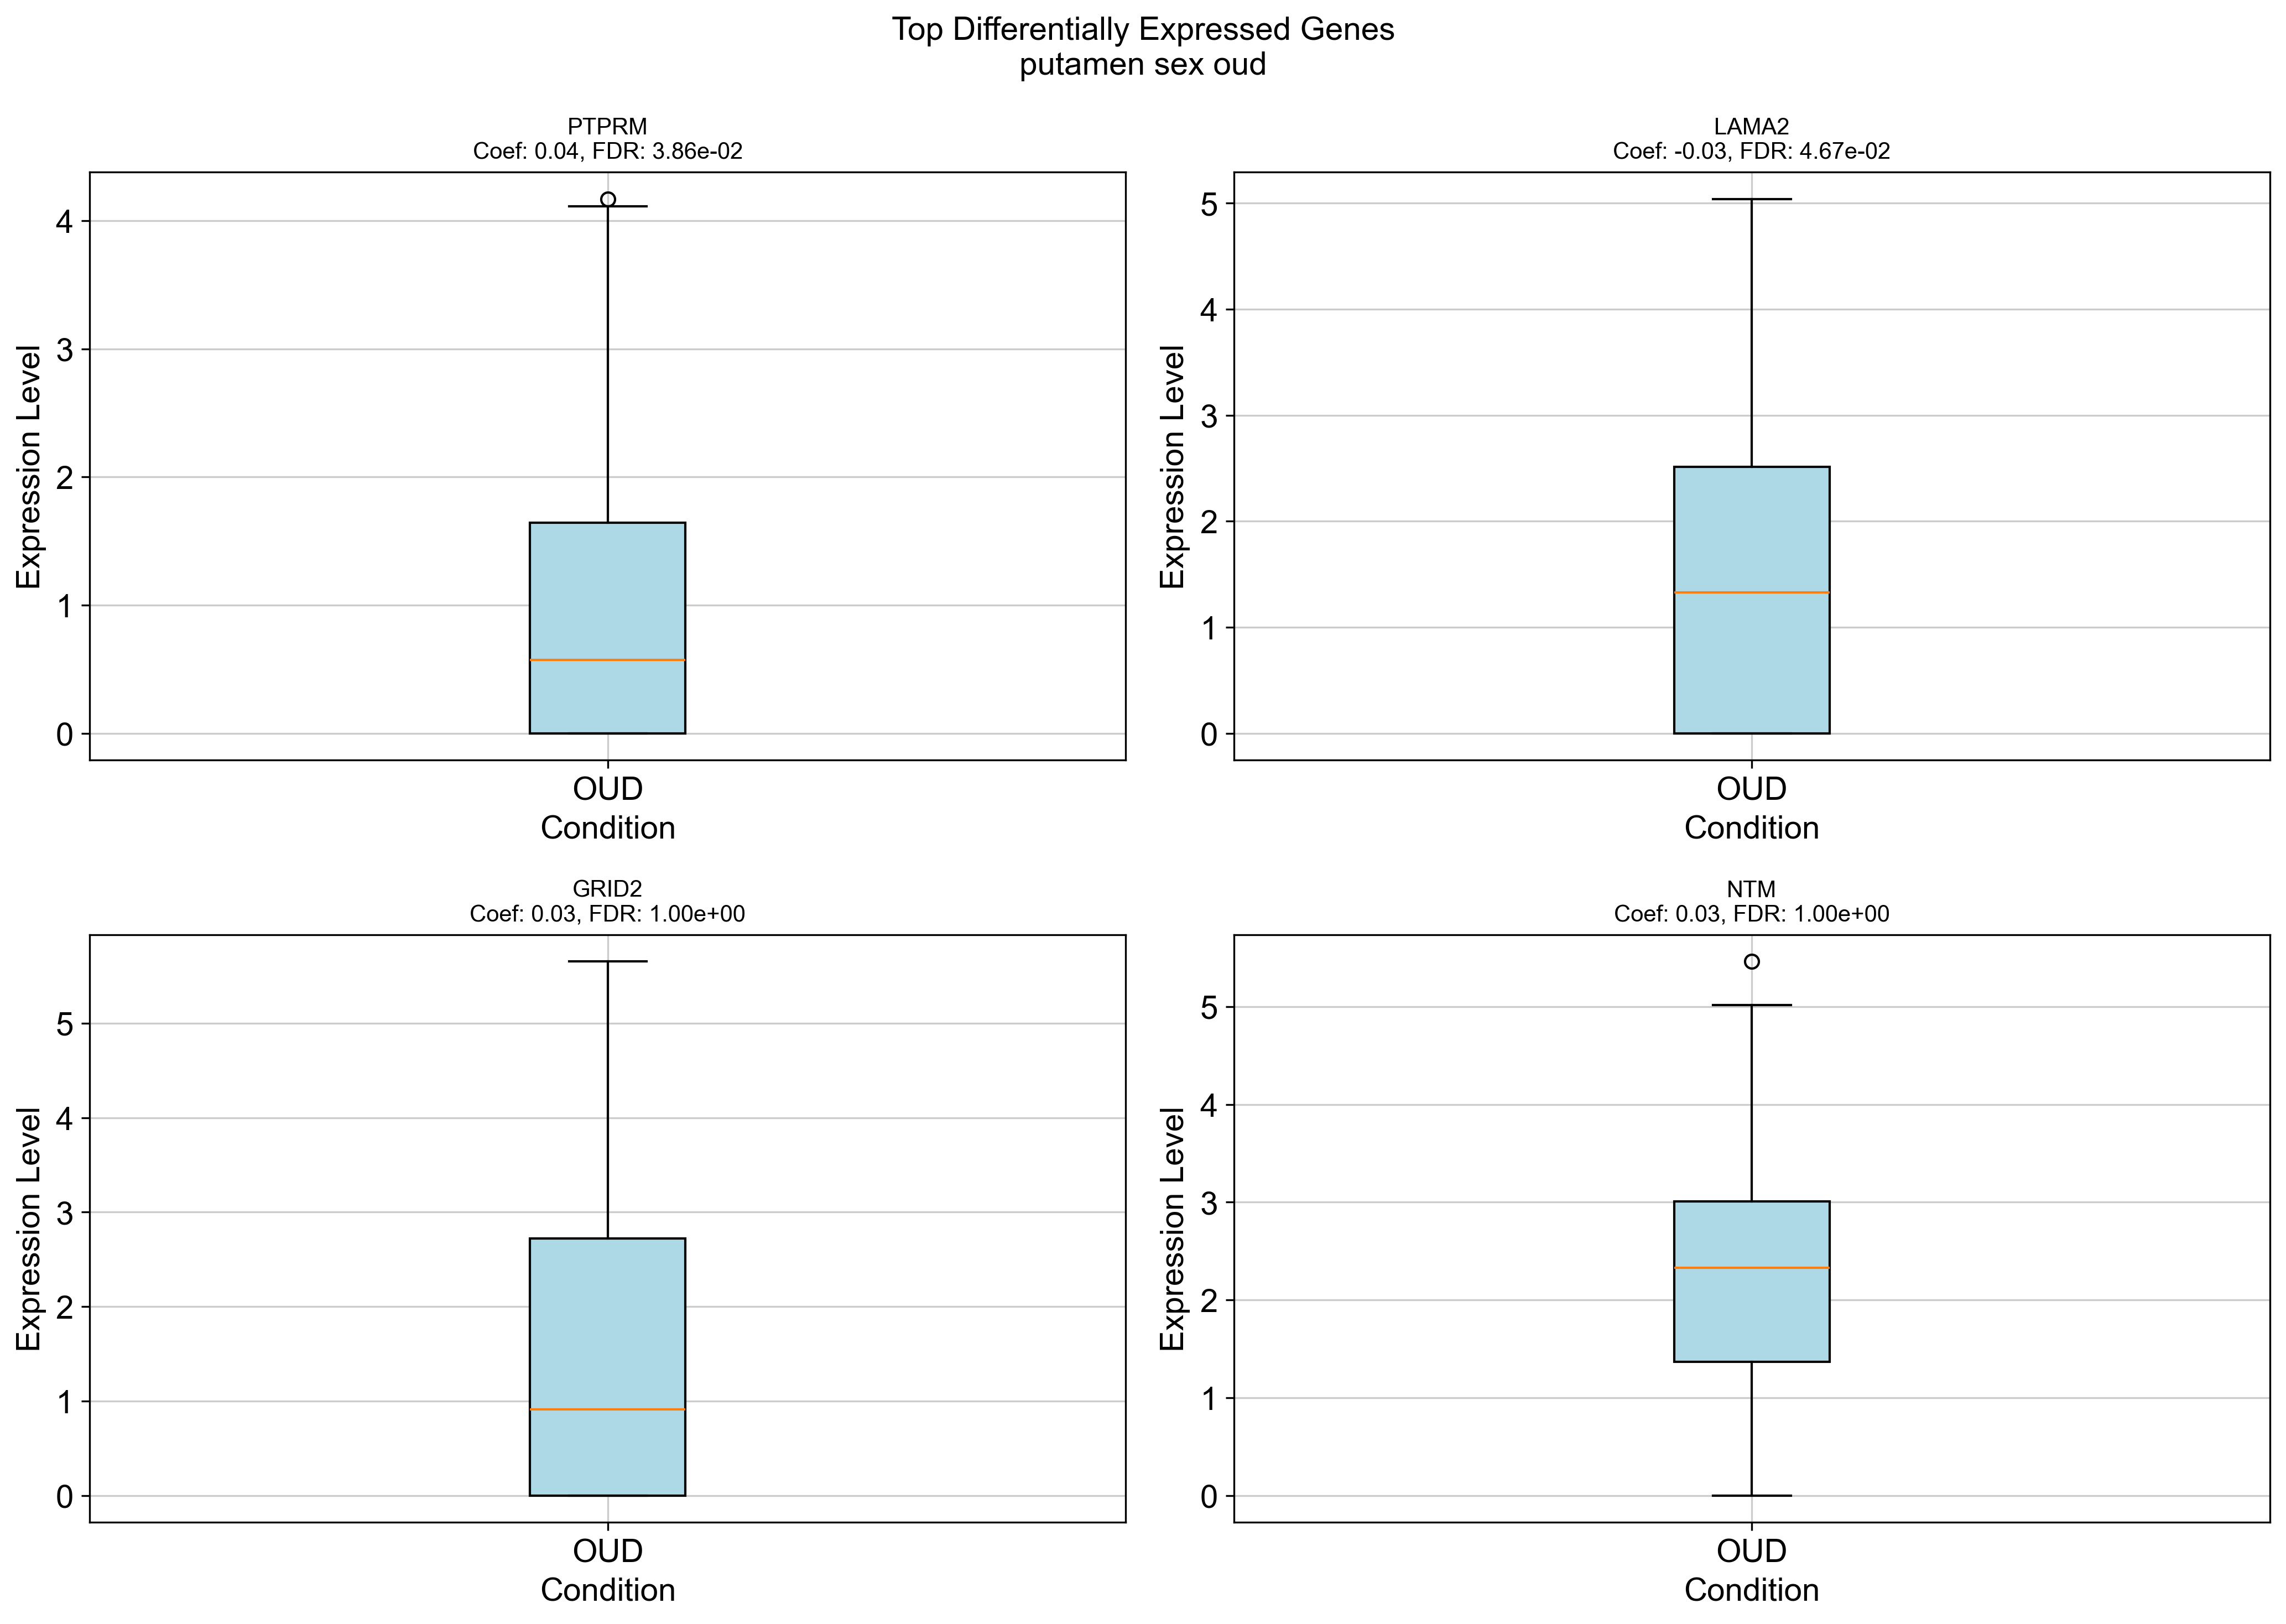 Top Differentially Expressed Genes
putamen sex oud
PTPRM
Coef: 0.04, FDR: 3.86e-02
Expression Level
4
3
2
1
0
OUD
Condition
LAMA2
Coef: -0.03, FDR: 4.67e-02
Expression Level
5
4
3
2
1
0
OUD
Condition
GRID2
Coef: 0.03, FDR: 1.00e+00
Expression Level
5
4
3
2
1
0
OUD
Condition
NTM
Coef: 0.03, FDR: 1.00e+00
Expression Level
5
4
3
2
1
0
OUD
Condition